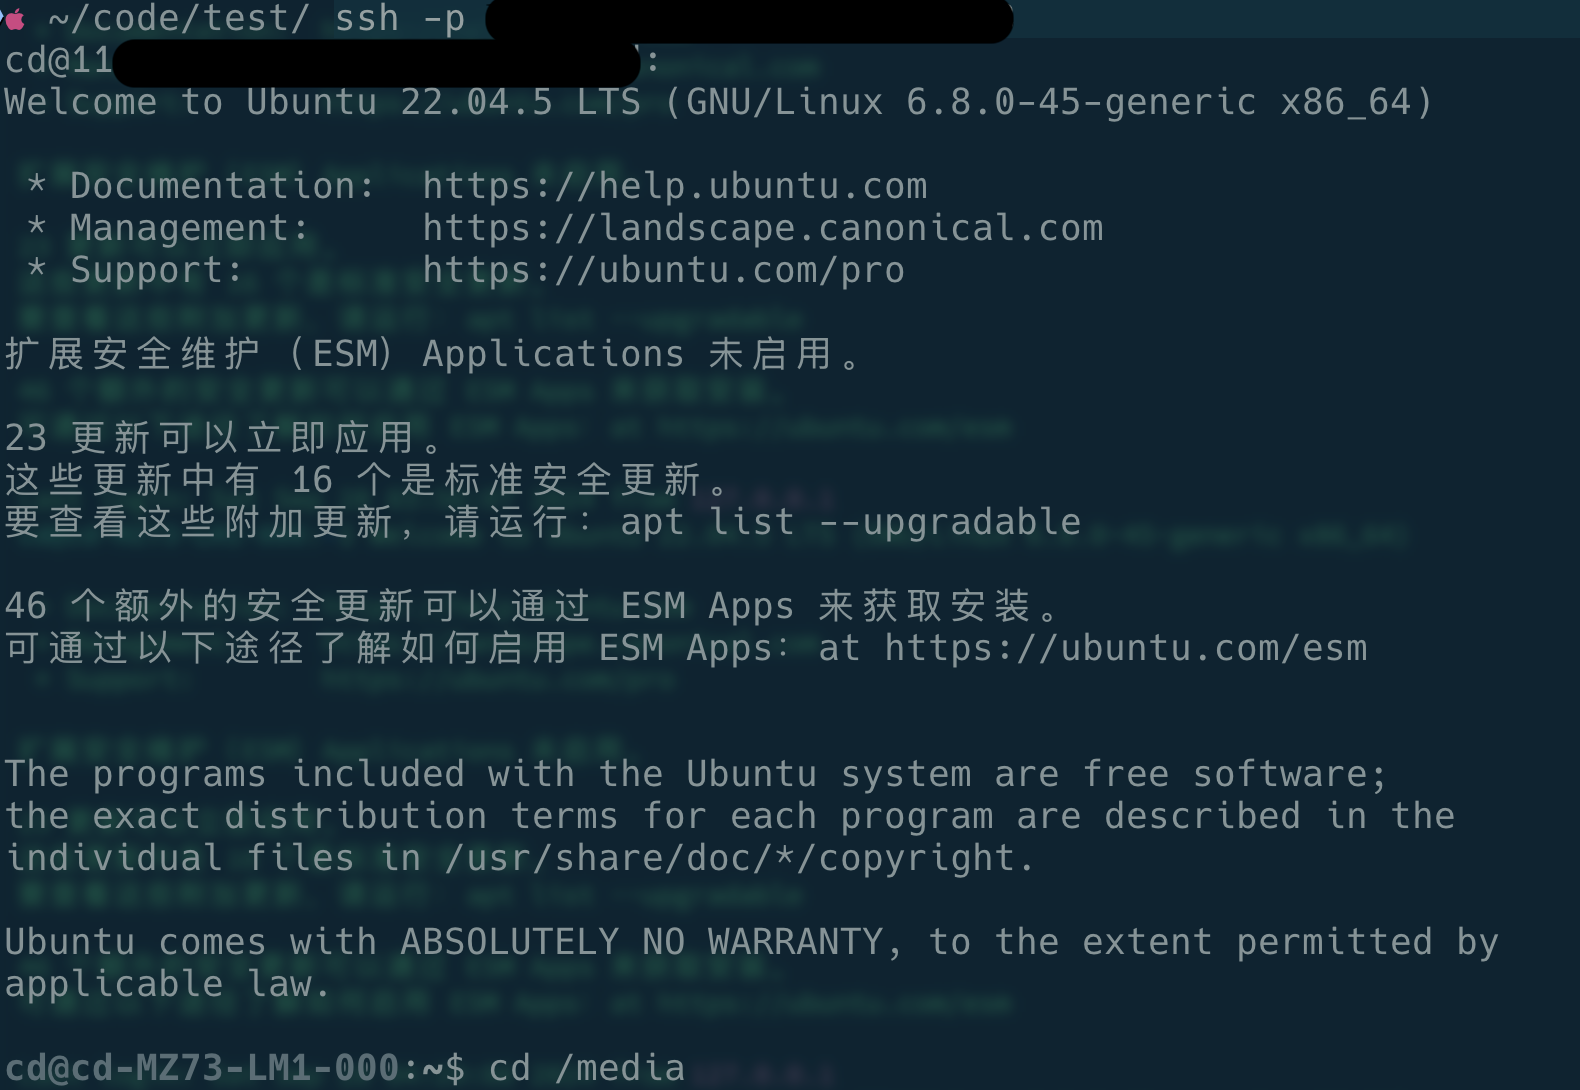 ~/code/test/ ssh -p
cd@11 :
Welcome to Ubuntu 22.04.5 LTS (GNU/Linux 6.8.0-45-generic x86_64)
* Documentation: https://help.ubuntu.com
* Management: https://landscape.canonical.com
* Support: https://ubuntu.com/pro
扩展安全维护（ESM）Applications 未启用。
23 更新可以立即应用。
这些更新中有 16 个是标准安全更新。
要查看这些附加更新，请运行：apt list --upgradable
46 个额外的安全更新可以通过 ESM Apps 来获取安装。
可通过以下途径了解如何启用 ESM Apps：at https://ubuntu.com/esm
The programs included with the Ubuntu system are free software;
the exact distribution terms for each program are described in the
individual files in /usr/share/doc/*/copyright.
Ubuntu comes with ABSOLUTELY NO WARRANTY, to the extent permitted by
applicable law.
cd@cd-MZ73-LM1-000:~$ cd /media